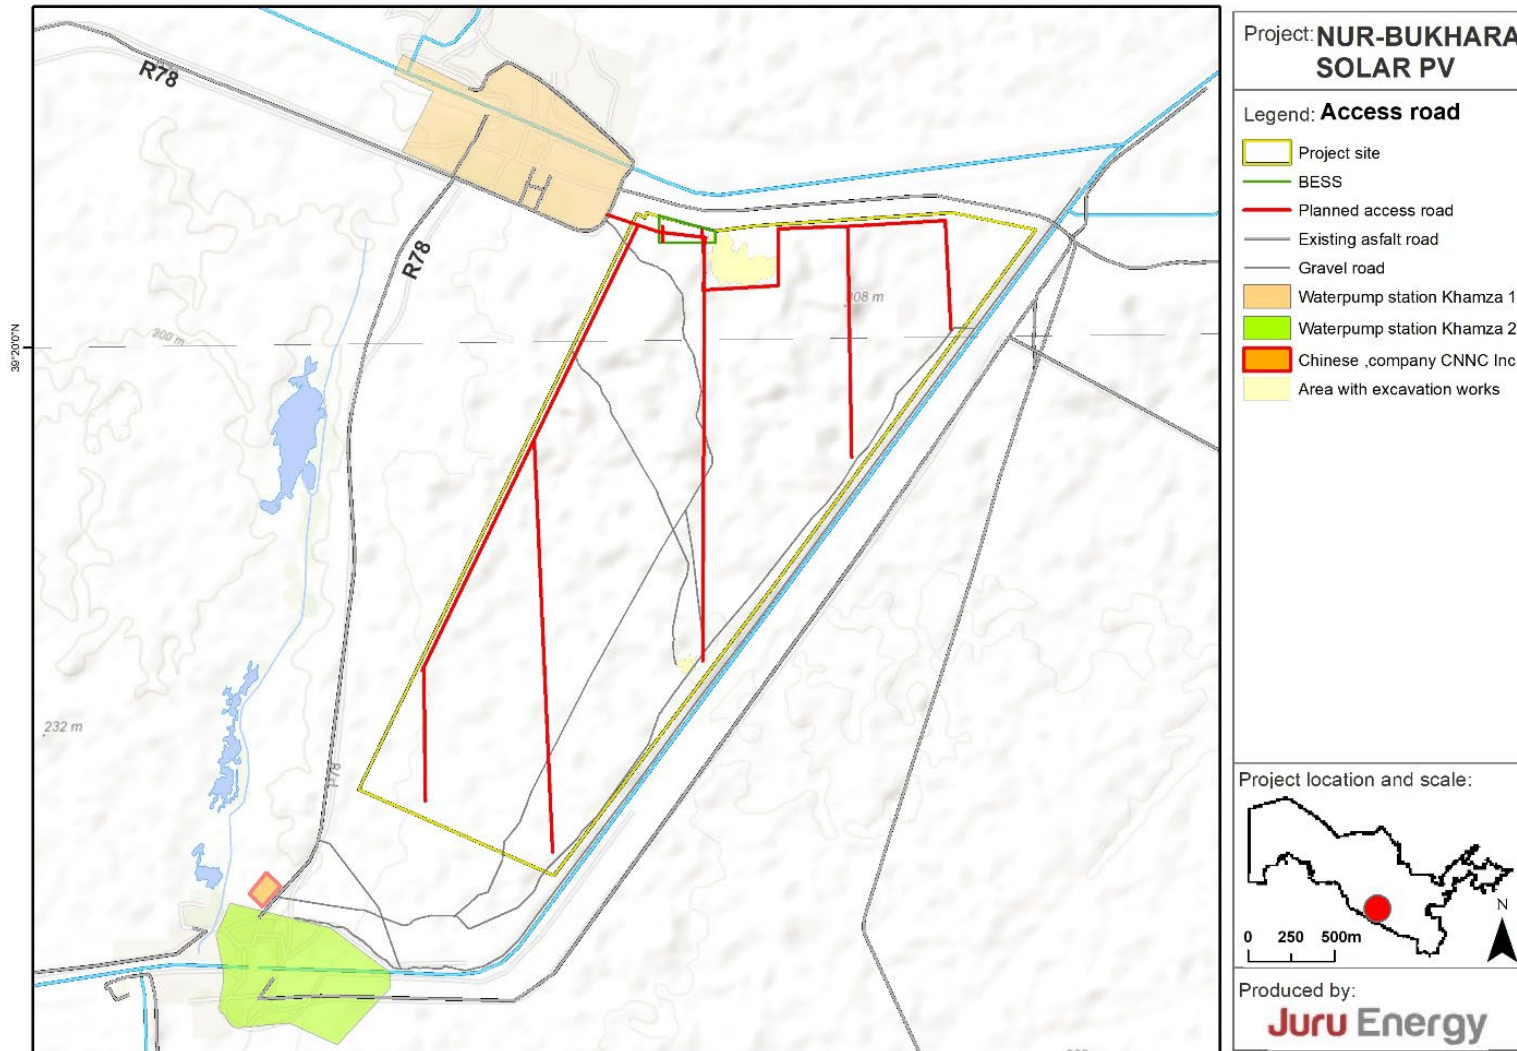 Project: NUR-BUKHARA
SOLAR PV
Legend: Access road
Project site
BESS
Planned access road
Existing asfalt road
Gravel road
Waterpump station Khamza 1
Waterpump station Khamza 2
Chinese ,company CNNC Inc
Area with excavation works
R78
R78
39°20'0"N
200 m
232 m
Project location and scale:
N
0 250 500m
Produced by:
Juru Energy